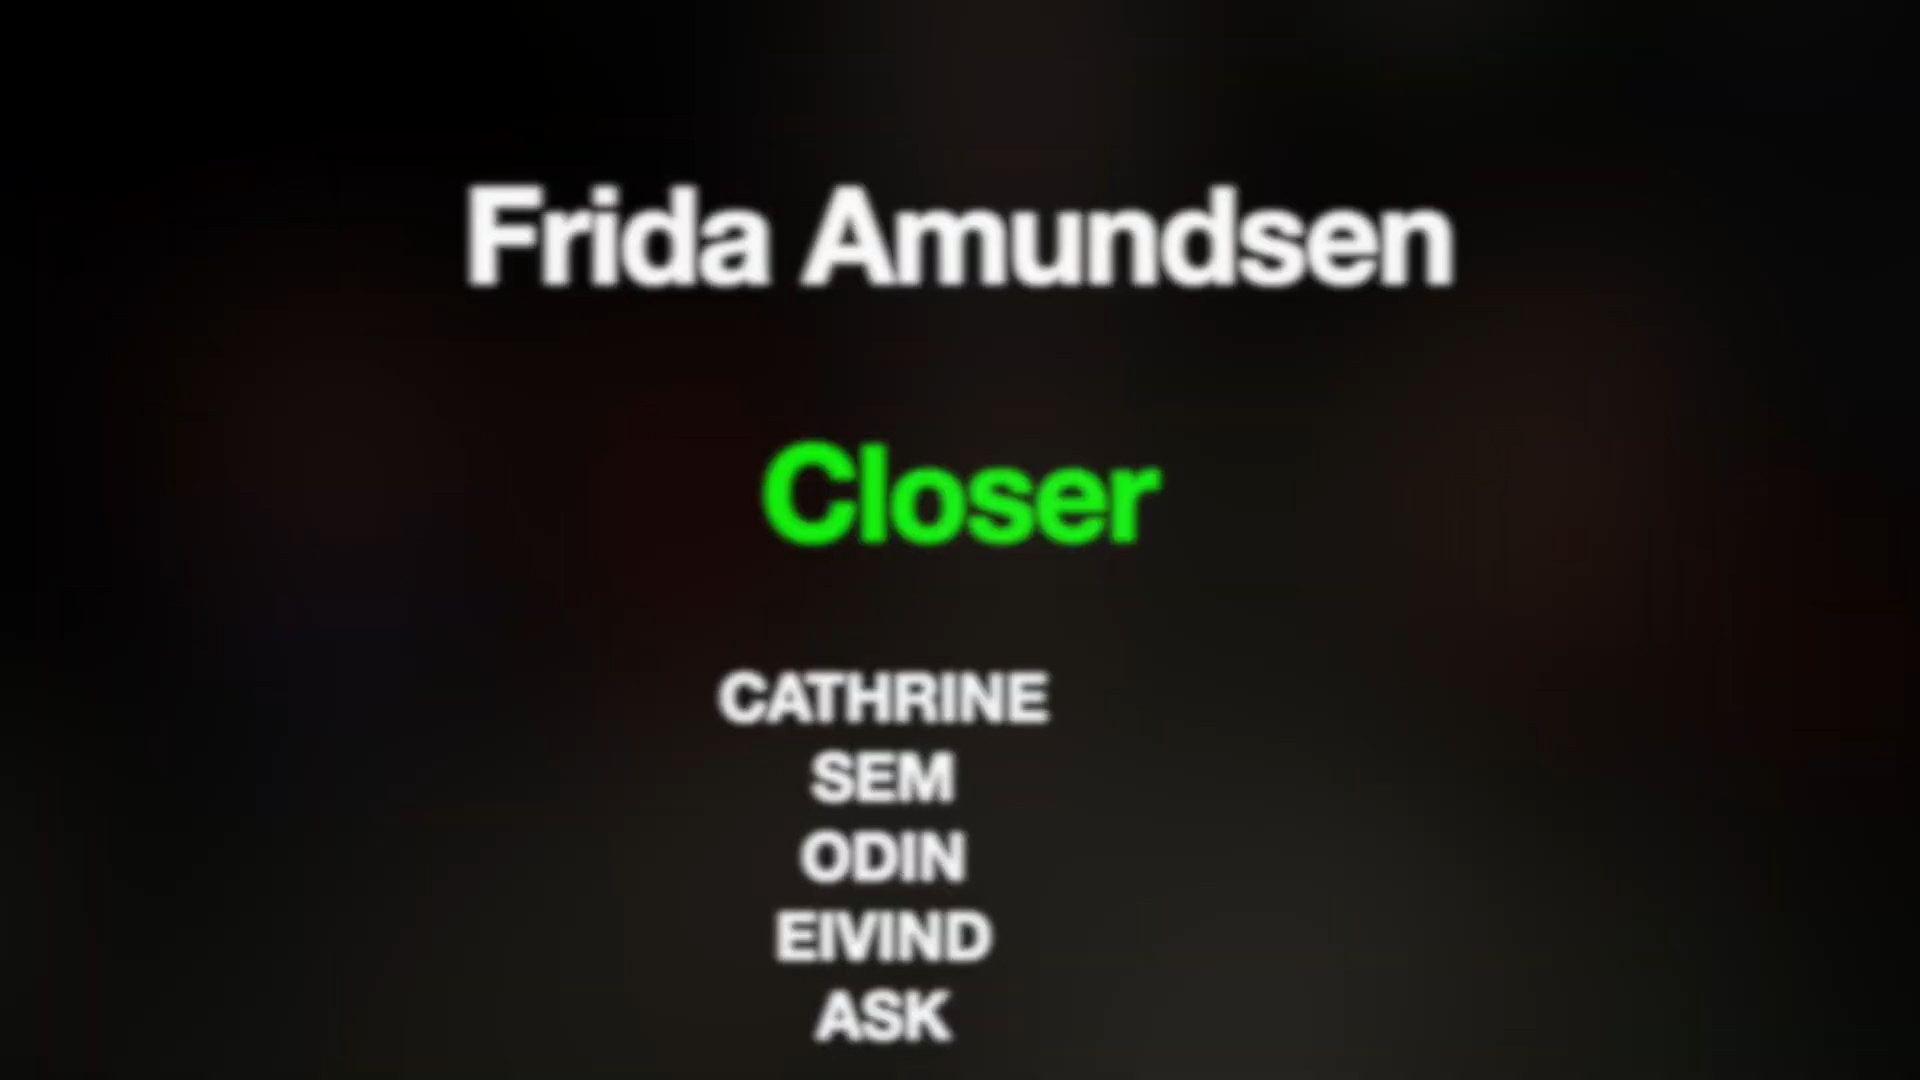 Frida Amundsen
Closer
CATHRINE
SEM
ODIN
EIVIND
ASK